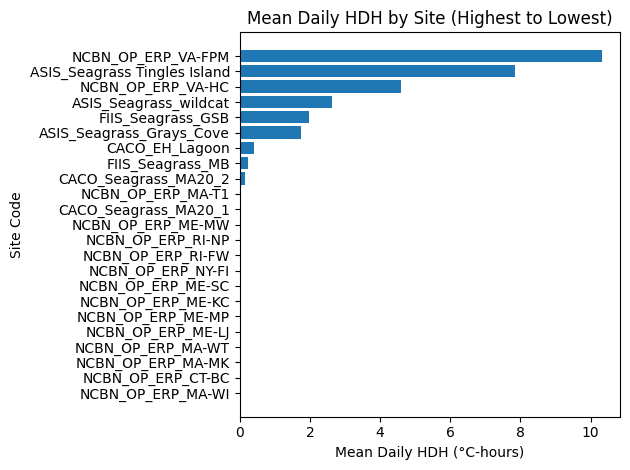 Mean Daily HDH by Site (Highest to Lowest)
NCBN_OP_ERP_VA-FPM
ASIS_Seagrass Tingles Island
NCBN_OP_ERP_VA-HC
ASIS_Seagrass_wildcat
FIIS_Seagrass_GSB
ASIS_Seagrass_Grays_Cove
CACO_EH_Lagoon
FIIS_Seagrass_MB
CACO_Seagrass_MA20_2
NCBN_OP_ERP_MA-T1
CACO_Seagrass_MA20_1
NCBN_OP_ERP_ME-MW
NCBN_OP_ERP_RI-NP
NCBN_OP_ERP_RI-FW
NCBN_OP_ERP_NY-FI
NCBN_OP_ERP_ME-SC
NCBN_OP_ERP_ME-KC
NCBN_OP_ERP_ME-MP
NCBN_OP_ERP_ME-LJ
NCBN_OP_ERP_MA-WT
NCBN_OP_ERP_MA-MK
NCBN_OP_ERP_CT-BC
NCBN_OP_ERP_MA-WI
Site Code
0 2 4 6 8 10
Mean Daily HDH (°C-hours)